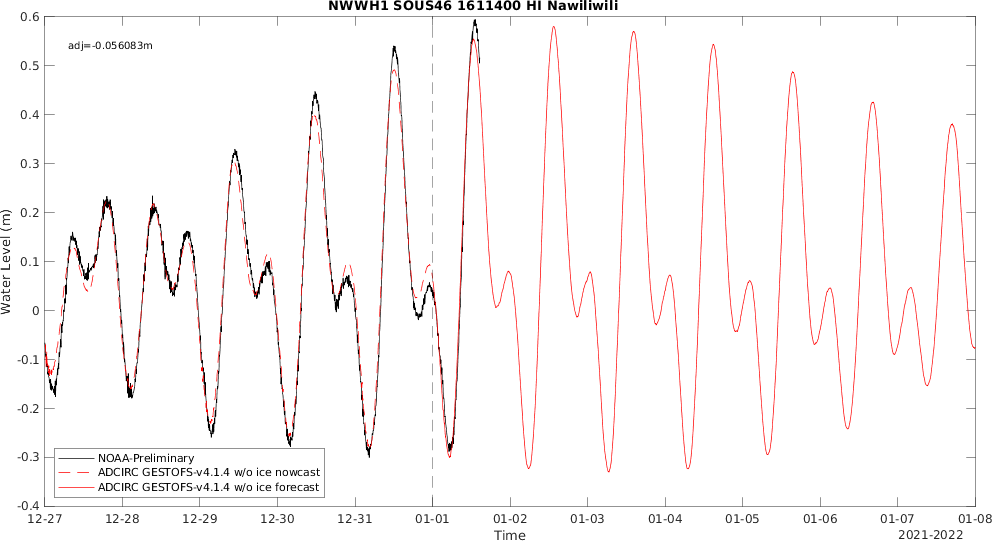 NWWH1 SOUS46 1611400 HI Nawiliwili
0.6
adj=-0.056083m
0.5
0.4
0.3
0.2
0.1
0
-0.1
-0.2
-0.3
-0.4
Water Level (m)
NOAA-Preliminary
ADCIRC GESTOFS-v4.1.4 w/o ice nowcast
ADCIRC GESTOFS-v4.1.4 w/o ice forecast
12-27 12-28 12-29 12-30 12-31 01-01 01-02 01-03 01-04 01-05 01-06 01-07 01-08
Time
2021-2022